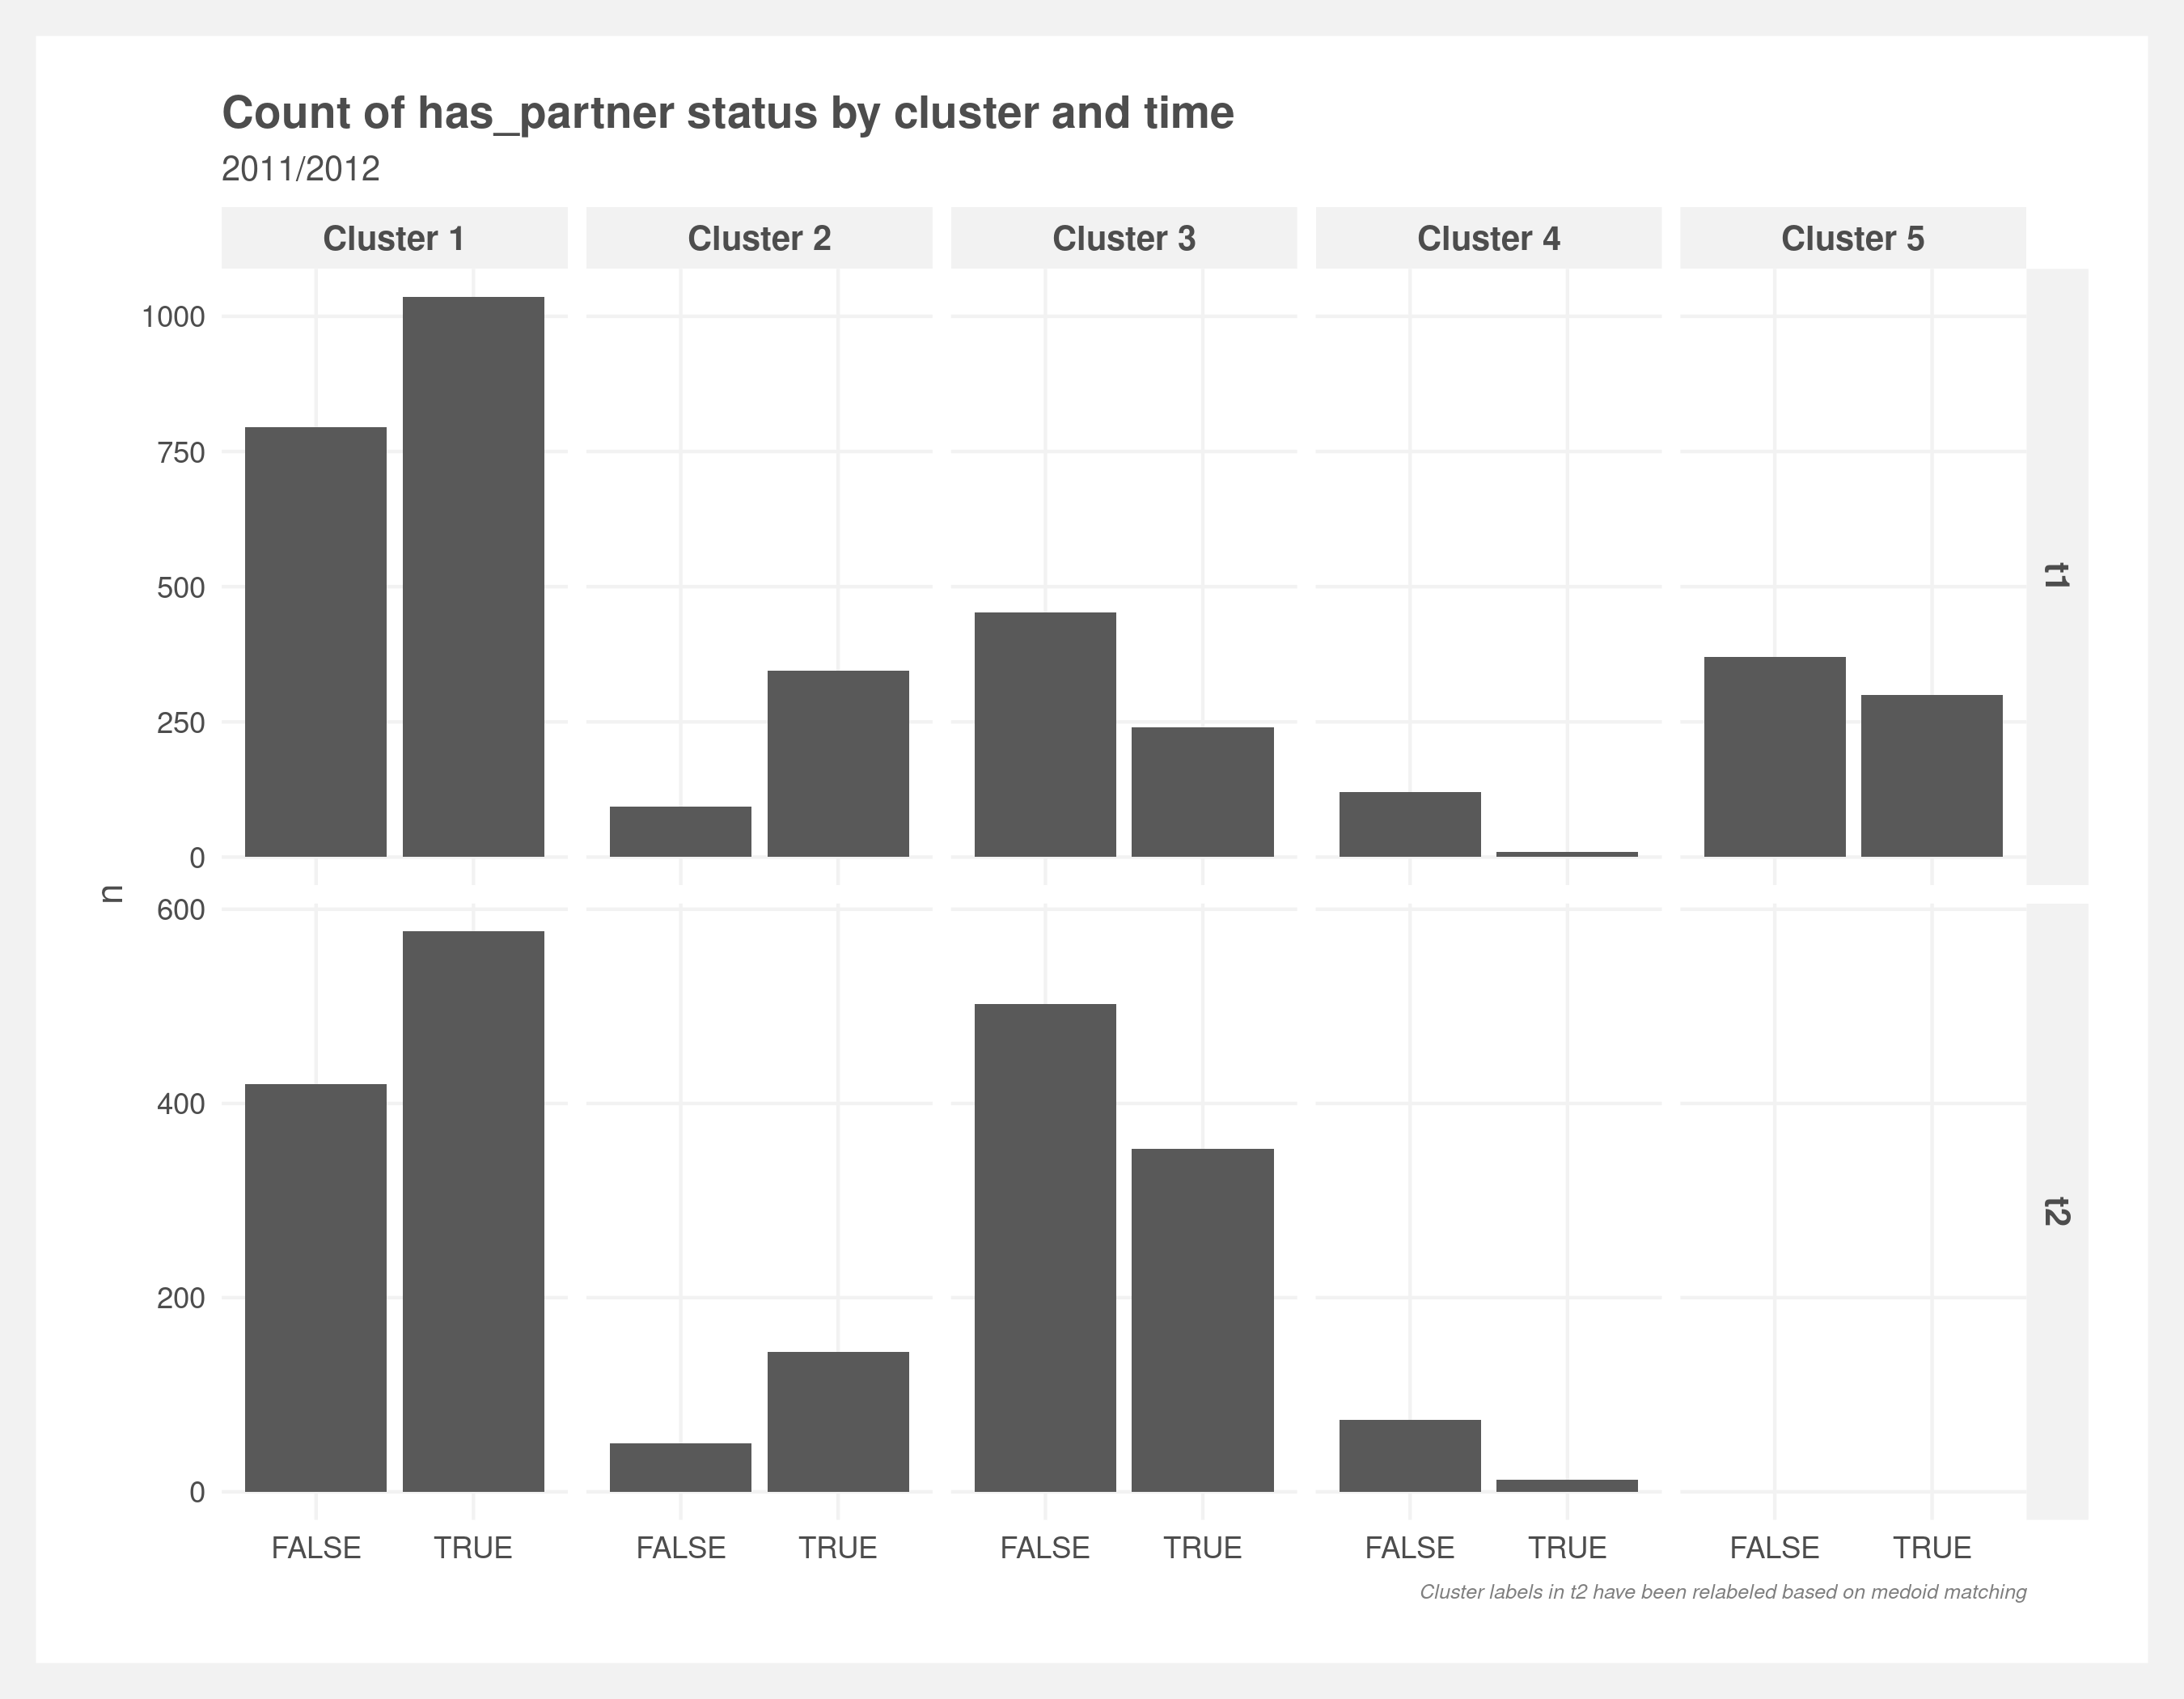 Count of has_partner status by cluster and time
2011/2012
Cluster 1 Cluster 2 Cluster 3 Cluster 4 Cluster 5
1000
750
500
250
0
t1
n
600
400
200
0
t2
FALSE TRUE FALSE TRUE FALSE TRUE FALSE TRUE FALSE TRUE
Cluster labels in t2 have been relabeled based on medoid matching